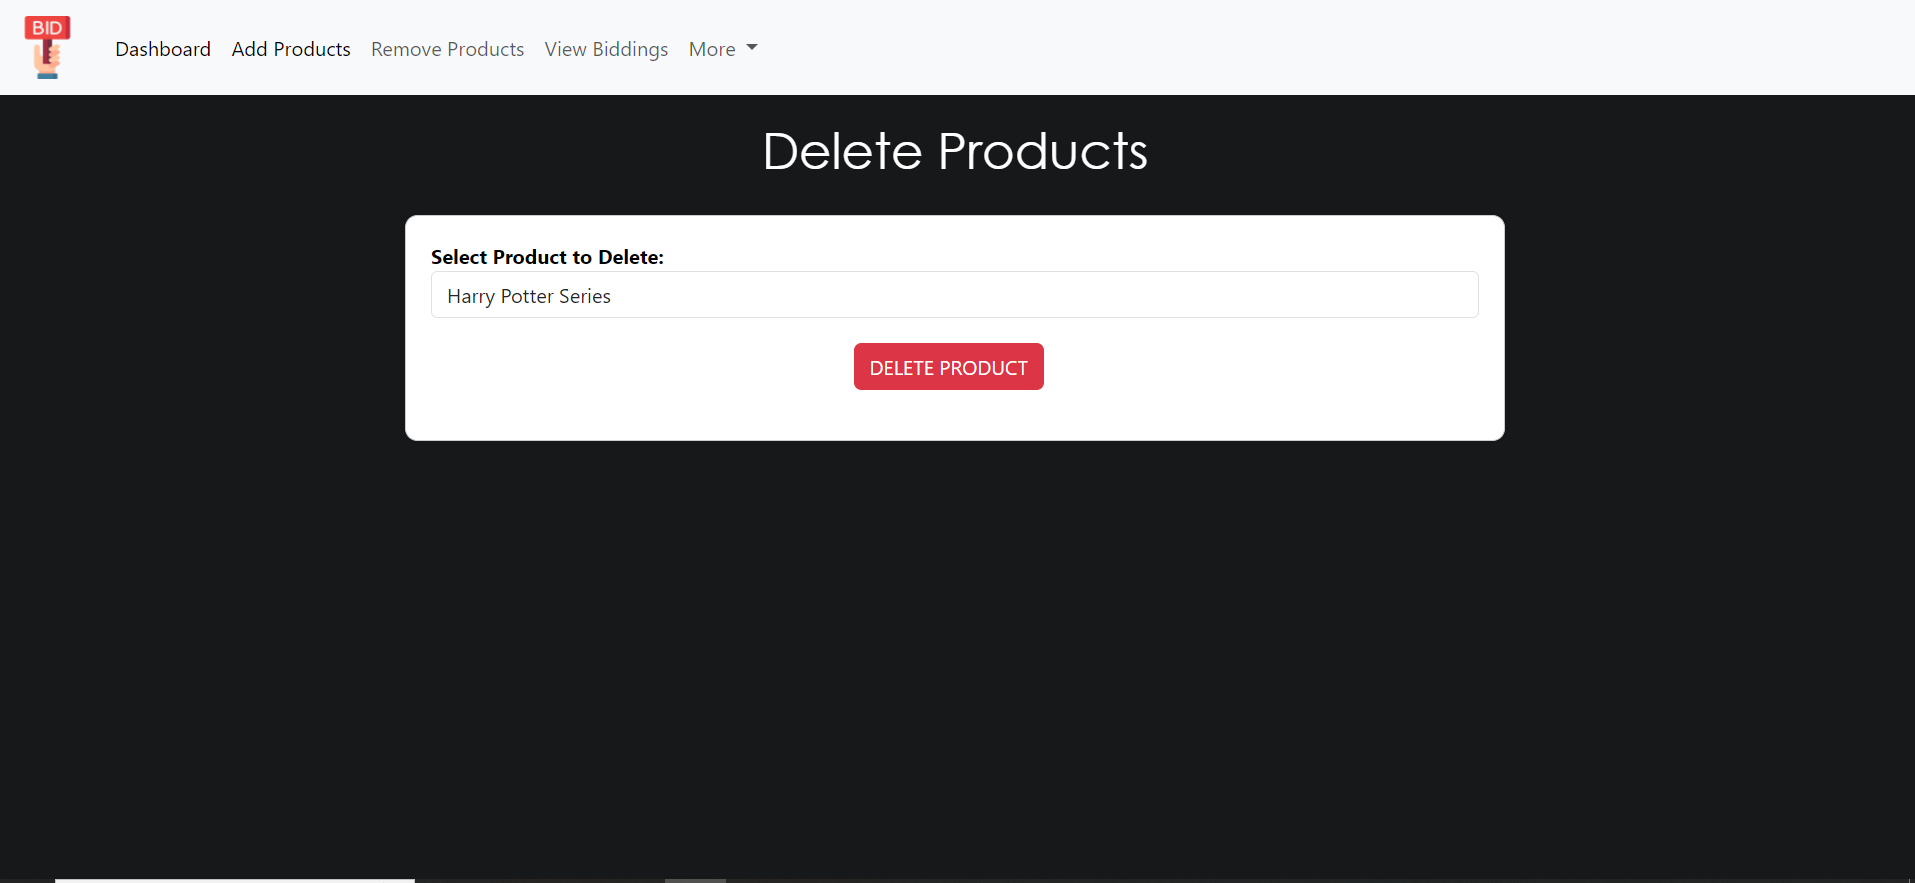 BID
Dashboard Add Products Remove Products View Biddings More
Delete Products
Select Product to Delete:
Harry Potter Series
DELETE PRODUCT